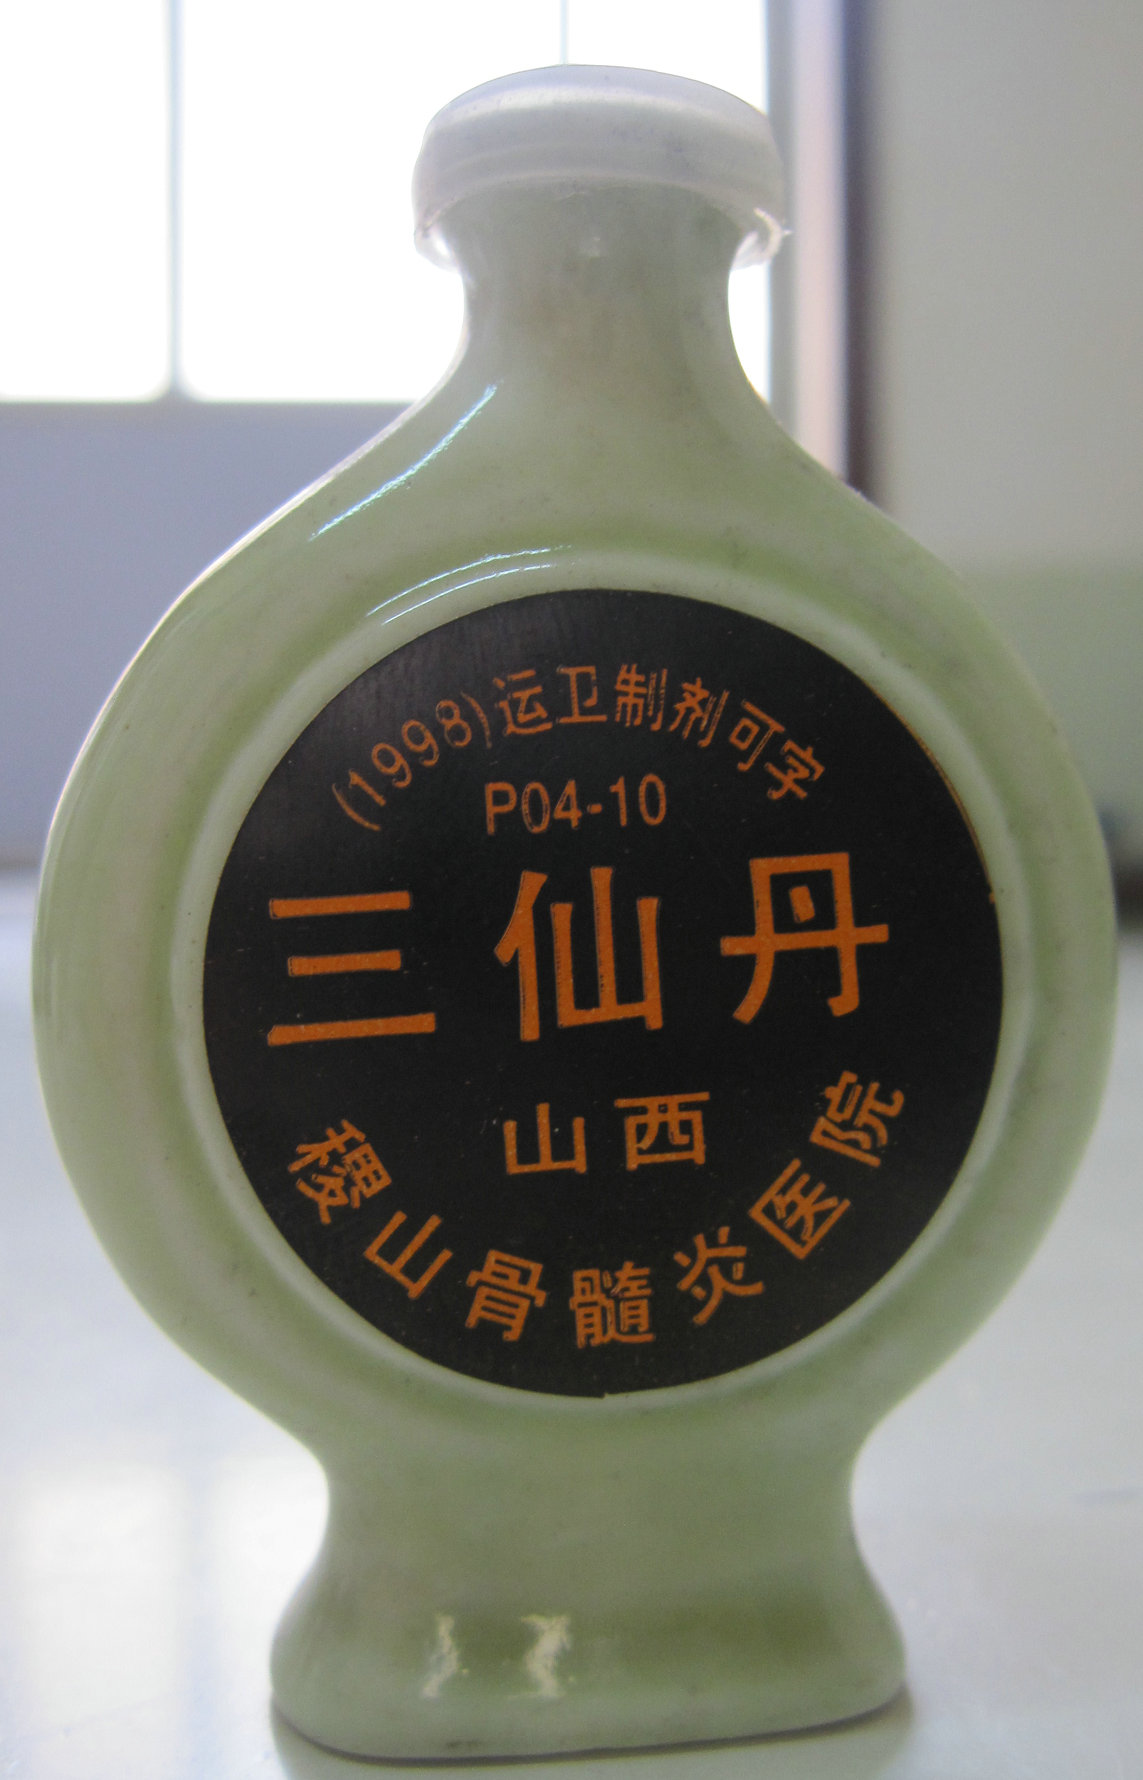 (1998)运卫制剂可字
P04-10
三仙丹
山西
稷山骨髓炎医院